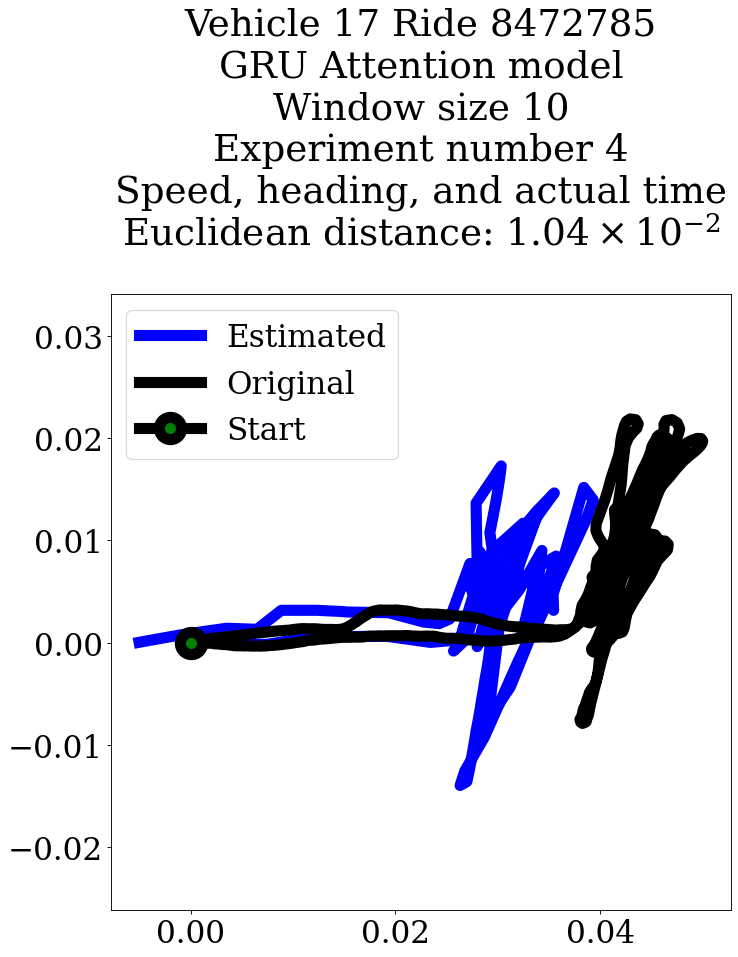 Vehicle 17 Ride 8472785
GRU Attention model
Window size 10
Experiment number 4
Speed, heading, and actual time
Euclidean distance: 1.04 × 10⁻²
0.03
0.02
0.01
0.00
−0.01
−0.02
Estimated
Original
Start
0.00 0.02 0.04